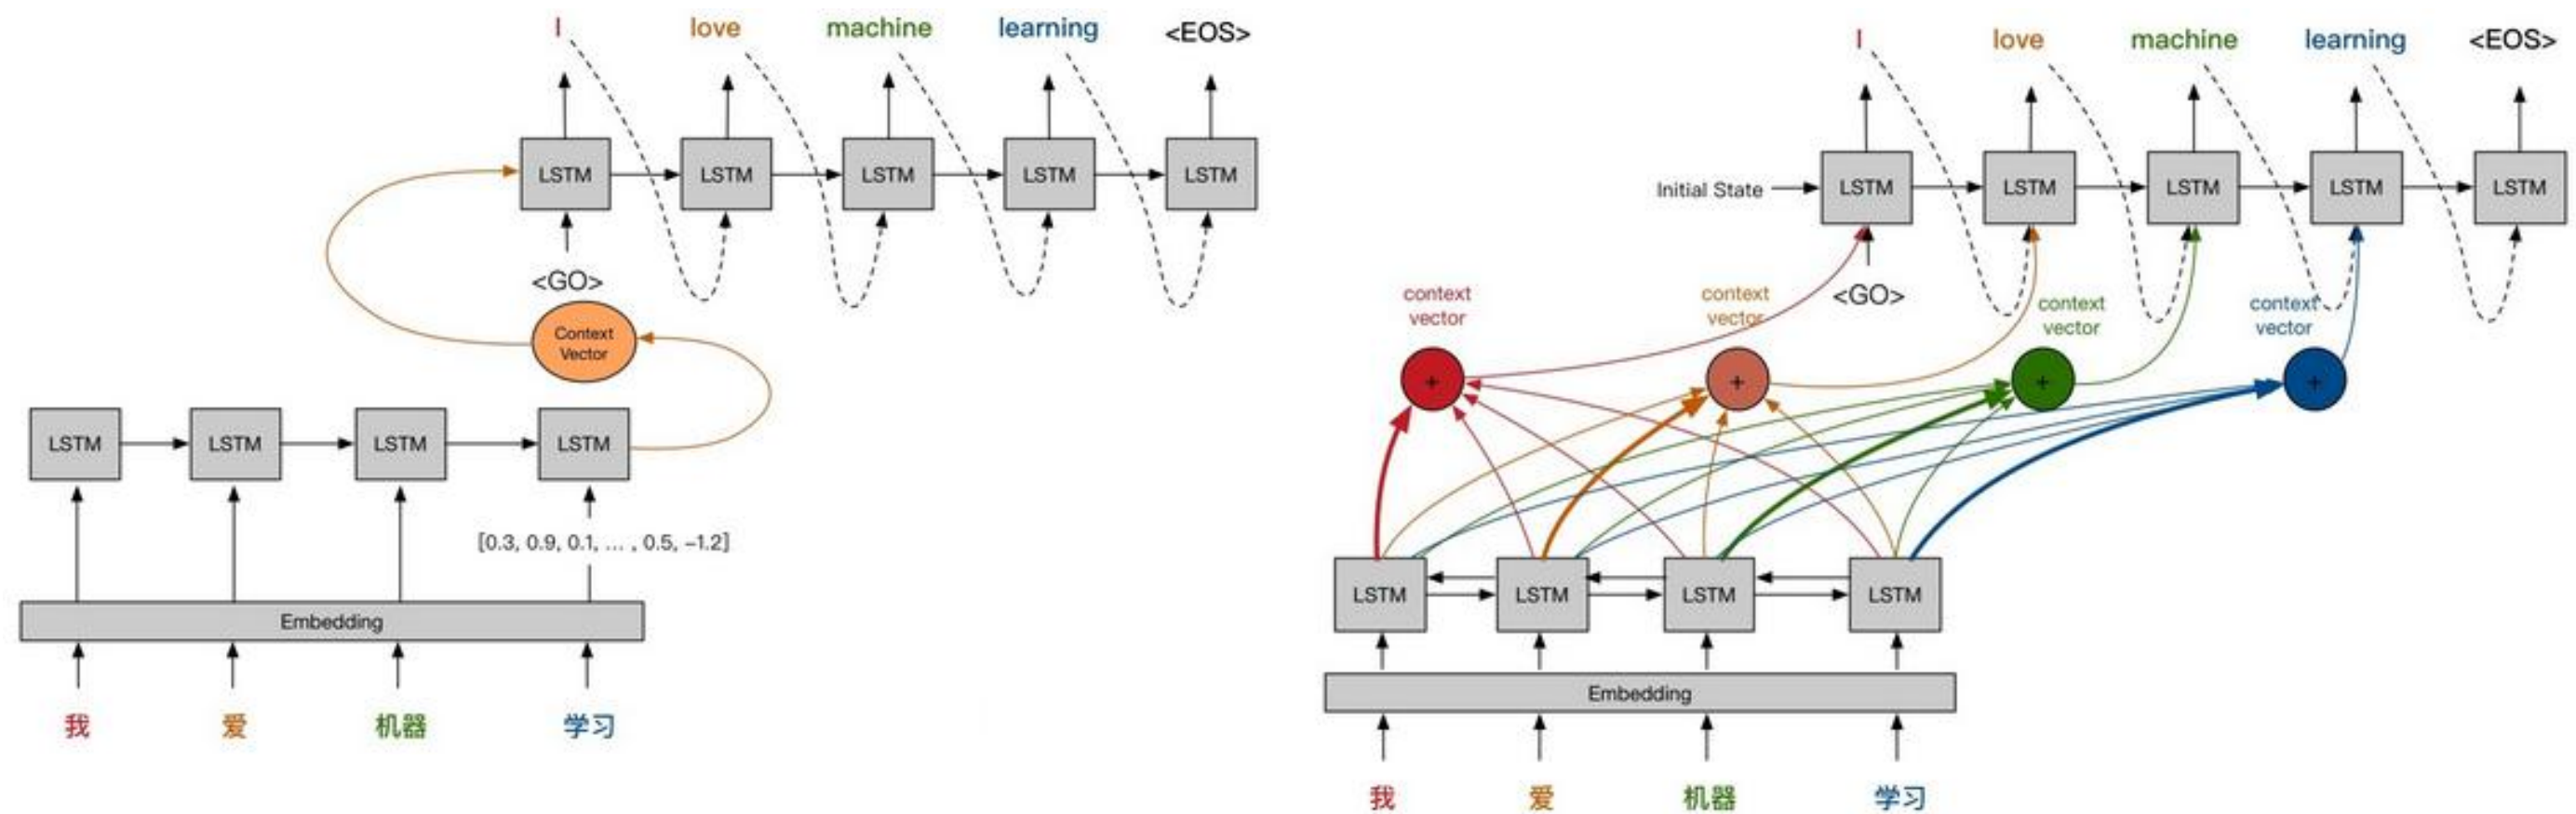 I love machine learning <EOS>
LSTM LSTM LSTM LSTM LSTM
<GO>
Context
Vector
LSTM LSTM LSTM LSTM
[0.3, 0.9, 0.1, ... , 0.5, −1.2]
Embedding
我 爱 机器 学习
I love machine learning <EOS>
Initial State LSTM LSTM LSTM LSTM LSTM
<GO>
context
vector
context
vector
context
vector
context
vector
+ + + +
LSTM LSTM LSTM LSTM
Embedding
我 爱 机器 学习